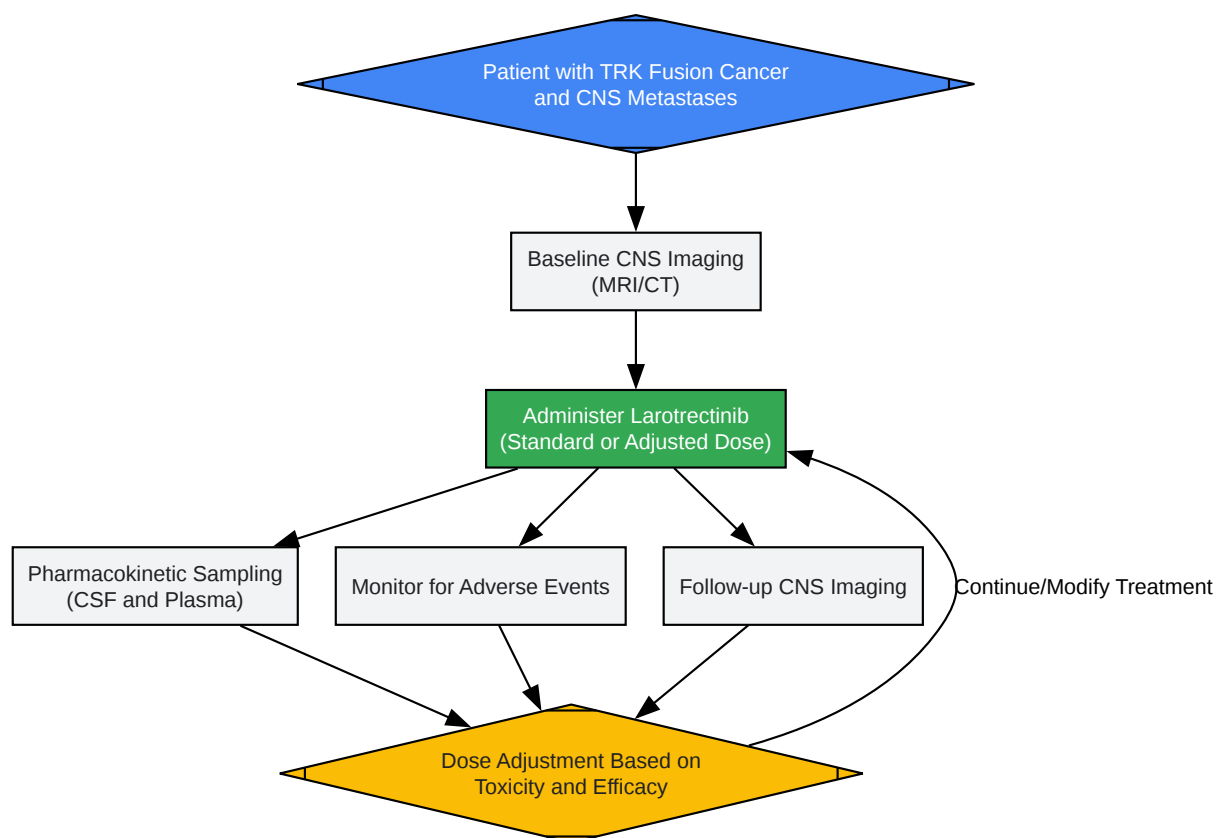 Patient with TRK Fusion Cancer
and CNS Metastases
Baseline CNS Imaging
(MRI/CT)
Administer Larotrectinib
(Standard or Adjusted Dose)
Pharmacokinetic Sampling
(CSF and Plasma)
Monitor for Adverse Events
Follow-up CNS Imaging
Continue/Modify Treatment
Dose Adjustment Based on
Toxicity and Efficacy